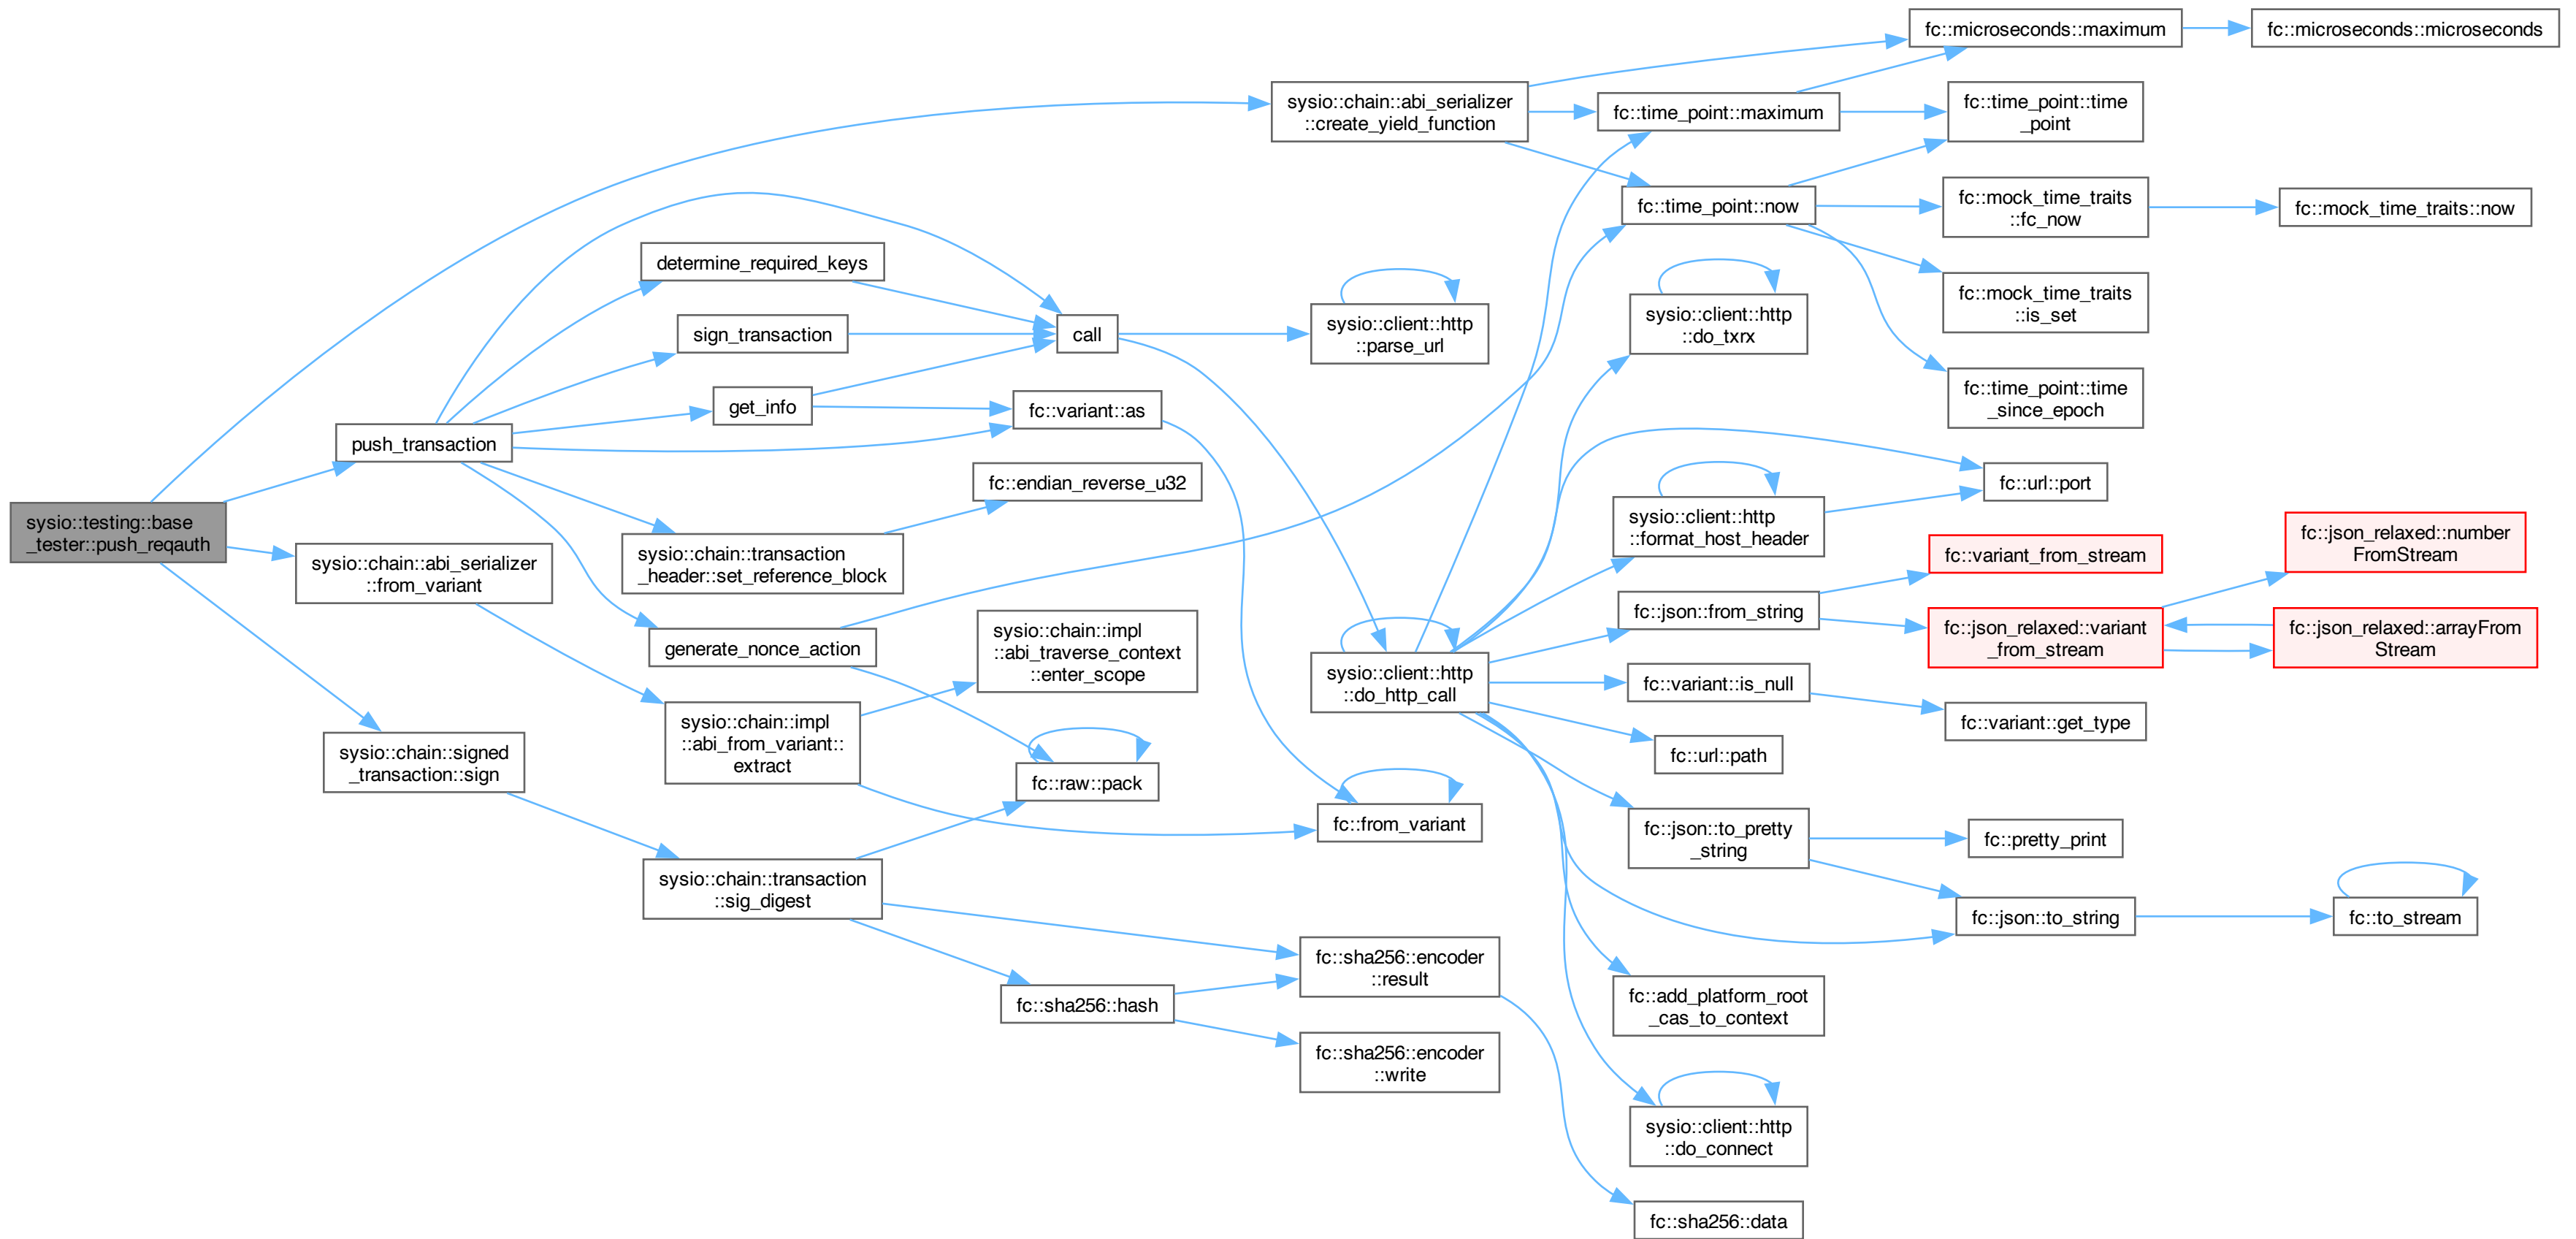 sysio::testing::base
_tester::push_reqauth
push_transaction
sysio::chain::abi_serializer
::from_variant
sysio::chain::signed
_transaction::sign
determine_required_keys
sign_transaction
get_info
sysio::chain::transaction
_header::set_reference_block
generate_nonce_action
sysio::chain::impl
::abi_from_variant::
extract
sysio::chain::transaction
::sig_digest
call
fc::variant::as
fc::endian_reverse_u32
sysio::chain::impl
::abi_traverse_context
::enter_scope
fc::raw::pack
fc::sha256::hash
sysio::chain::abi_serializer
::create_yield_function
sysio::client::http
::parse_url
sysio::client::http
::do_http_call
fc::from_variant
fc::sha256::encoder
::result
fc::sha256::encoder
::write
fc::time_point::maximum
fc::time_point::now
sysio::client::http
::do_txrx
sysio::client::http
::format_host_header
fc::json::from_string
fc::variant::is_null
fc::url::path
fc::json::to_pretty
_string
fc::add_platform_root
_cas_to_context
sysio::client::http
::do_connect
fc::sha256::data
fc::microseconds::maximum
fc::time_point::time
_point
fc::mock_time_traits
::fc_now
fc::mock_time_traits
::is_set
fc::time_point::time
_since_epoch
fc::url::port
fc::variant_from_stream
fc::json_relaxed::variant
_from_stream
fc::variant::get_type
fc::pretty_print
fc::json::to_string
fc::microseconds::microseconds
fc::mock_time_traits::now
fc::json_relaxed::number
FromStream
fc::json_relaxed::arrayFrom
Stream
fc::to_stream